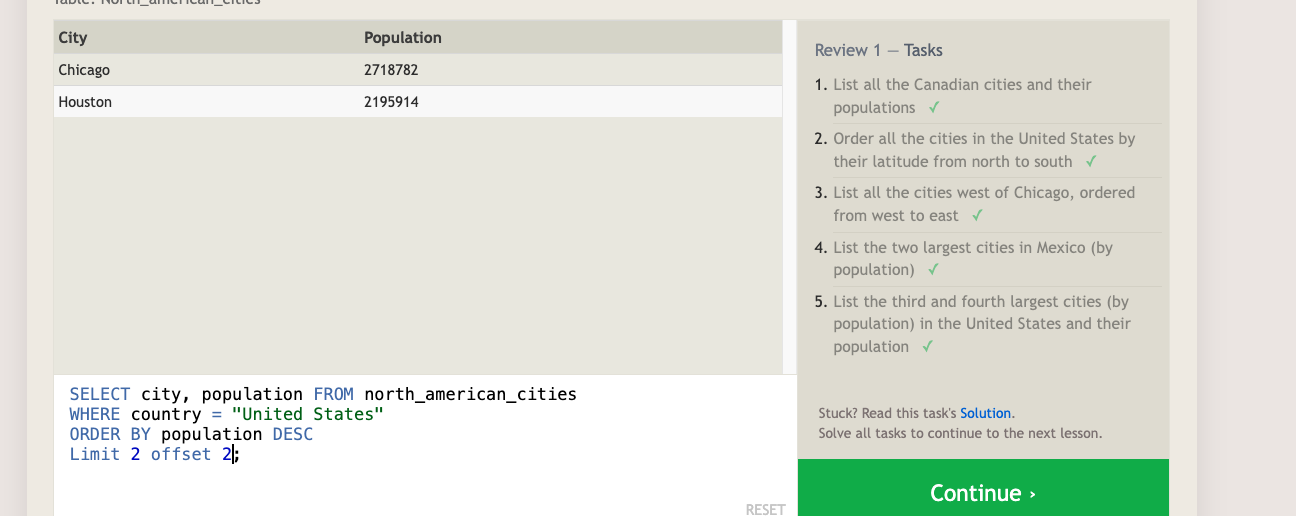 Table: North_american_cities
City Population
Chicago 2718782
Houston 2195914
SELECT city, population FROM north_american_cities
WHERE country = "United States"
ORDER BY population DESC
Limit 2 offset 2;
RESET
Review 1 — Tasks
1. List all the Canadian cities and their
populations ✓
2. Order all the cities in the United States by
their latitude from north to south ✓
3. List all the cities west of Chicago, ordered
from west to east ✓
4. List the two largest cities in Mexico (by
population) ✓
5. List the third and fourth largest cities (by
population) in the United States and their
population ✓
Stuck? Read this task's Solution.
Solve all tasks to continue to the next lesson.
Continue ›